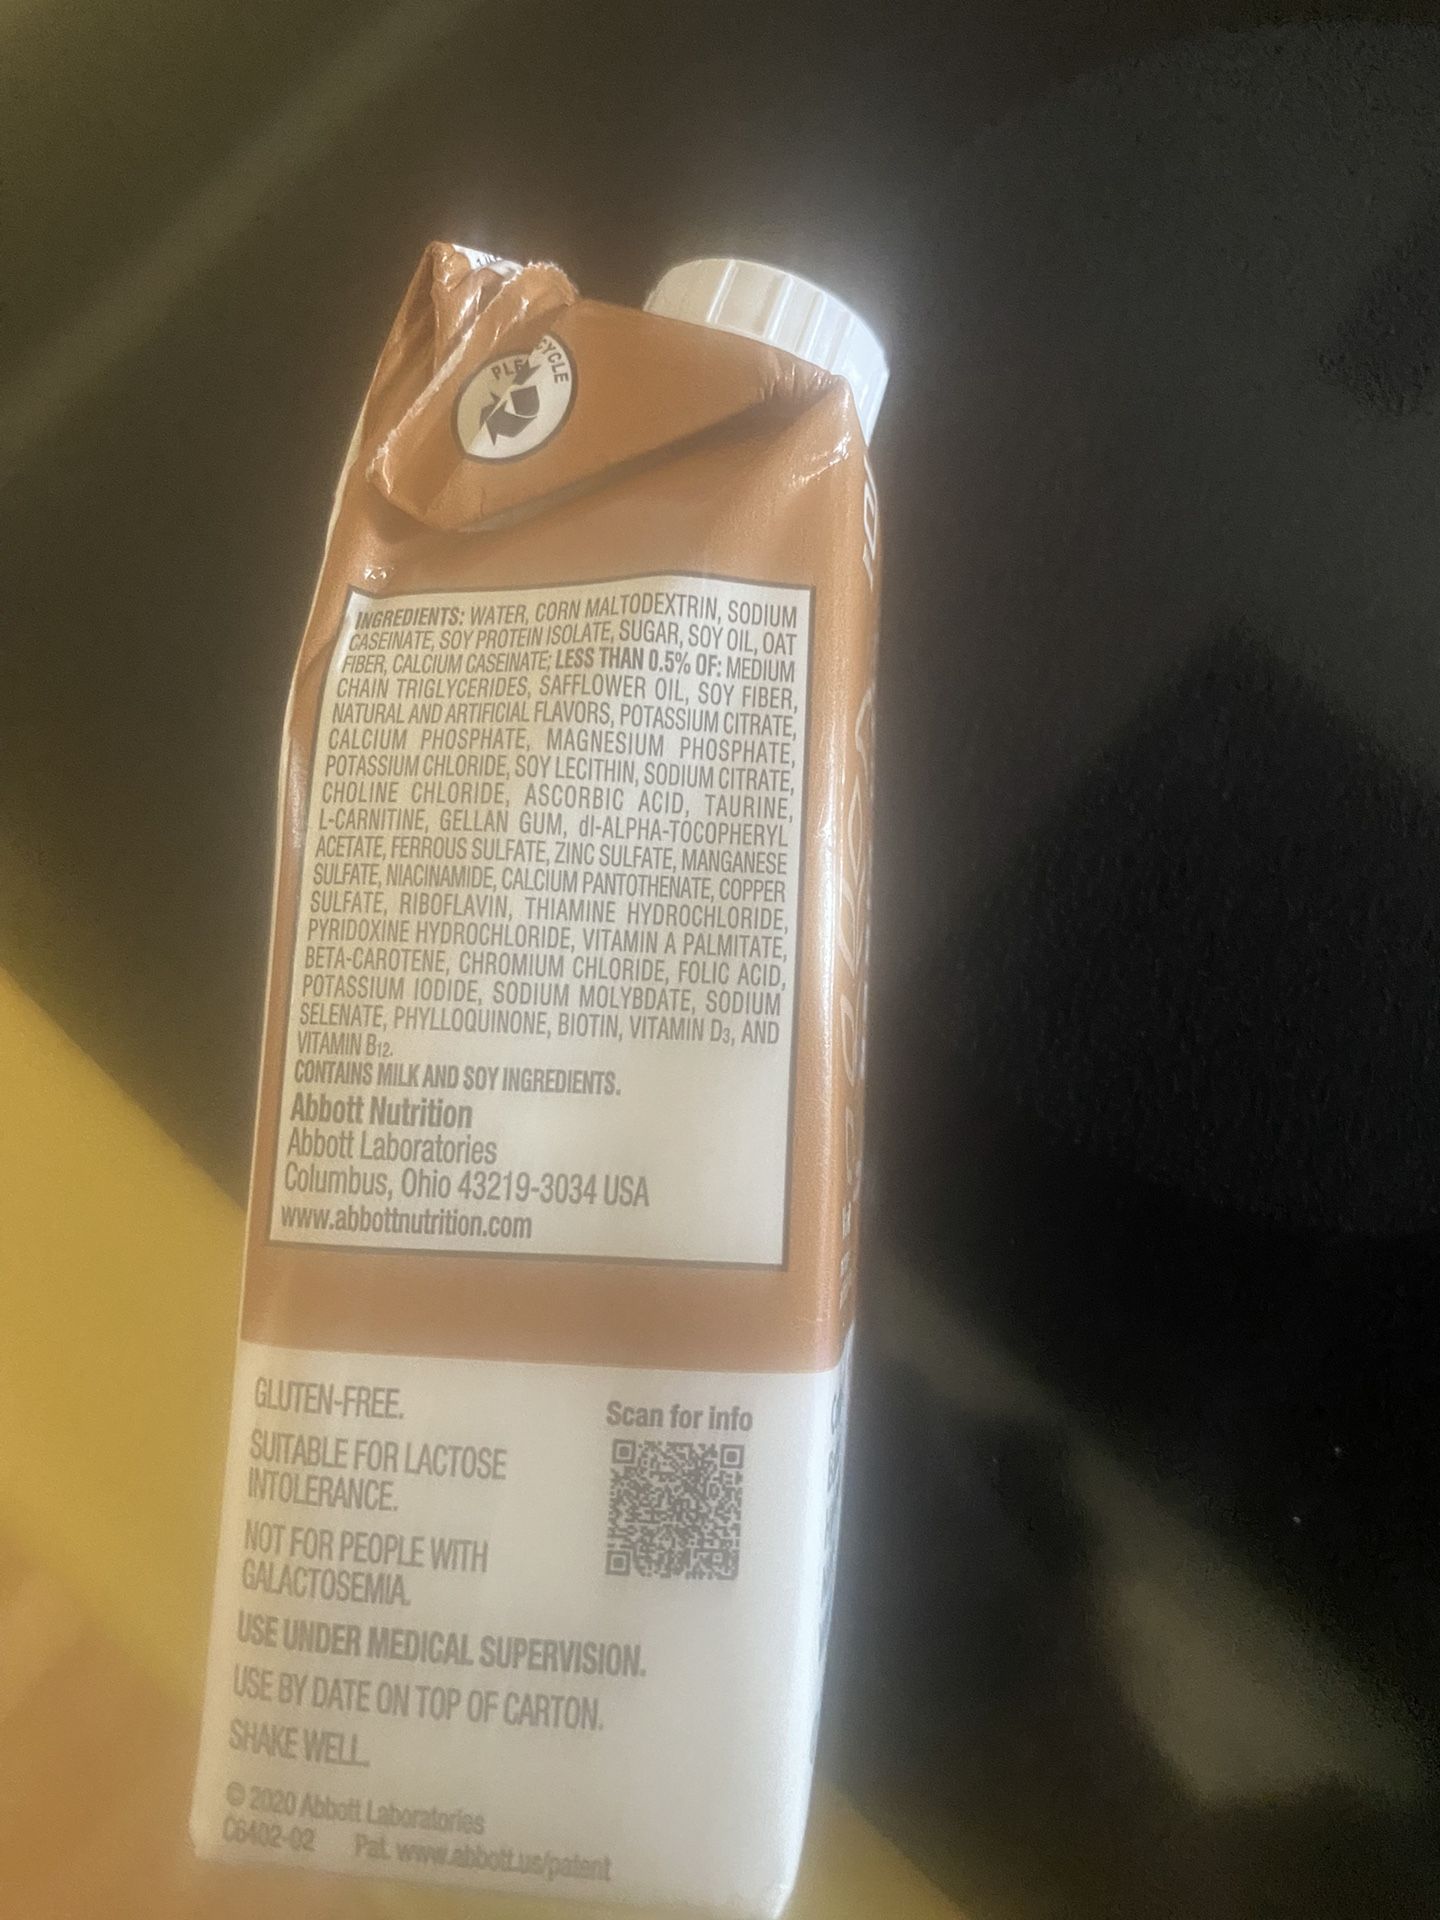 PLE CYCLE
INGREDIENTS: WATER, CORN MALTODEXTRIN, SODIUM
CASEINATE, SOY PROTEIN ISOLATE, SUGAR, SOY OIL, OAT
FIBER, CALCIUM CASEINATE; LESS THAN 0.5% OF: MEDIUM
CHAIN TRIGLYCERIDES, SAFFLOWER OIL, SOY FIBER,
NATURAL AND ARTIFICIAL FLAVORS, POTASSIUM CITRATE,
CALCIUM PHOSPHATE, MAGNESIUM PHOSPHATE,
POTASSIUM CHLORIDE, SOY LECITHIN, SODIUM CITRATE,
CHOLINE CHLORIDE, ASCORBIC ACID, TAURINE,
L-CARNITINE, GELLAN GUM, dl-ALPHA-TOCOPHERYL
ACETATE, FERROUS SULFATE, ZINC SULFATE, MANGANESE
SULFATE, NIACINAMIDE, CALCIUM PANTOTHENATE, COPPER
SULFATE, RIBOFLAVIN, THIAMINE HYDROCHLORIDE,
PYRIDOXINE HYDROCHLORIDE, VITAMIN A PALMITATE,
BETA-CAROTENE, CHROMIUM CHLORIDE, FOLIC ACID,
POTASSIUM IODIDE, SODIUM MOLYBDATE, SODIUM
SELENATE, PHYLLOQUINONE, BIOTIN, VITAMIN D3, AND
VITAMIN B12.
CONTAINS MILK AND SOY INGREDIENTS.
Abbott Nutrition
Abbott Laboratories
Columbus, Ohio 43219-3034 USA
www.abbottnutrition.com
GLUTEN-FREE.
SUITABLE FOR LACTOSE
INTOLERANCE.
NOT FOR PEOPLE WITH
GALACTOSEMIA.
USE UNDER MEDICAL SUPERVISION.
USE BY DATE ON TOP OF CARTON.
SHAKE WELL.
Scan for info
© 2020 Abbott Laboratories
C6402-02 Pat. www.abbott.us/patent